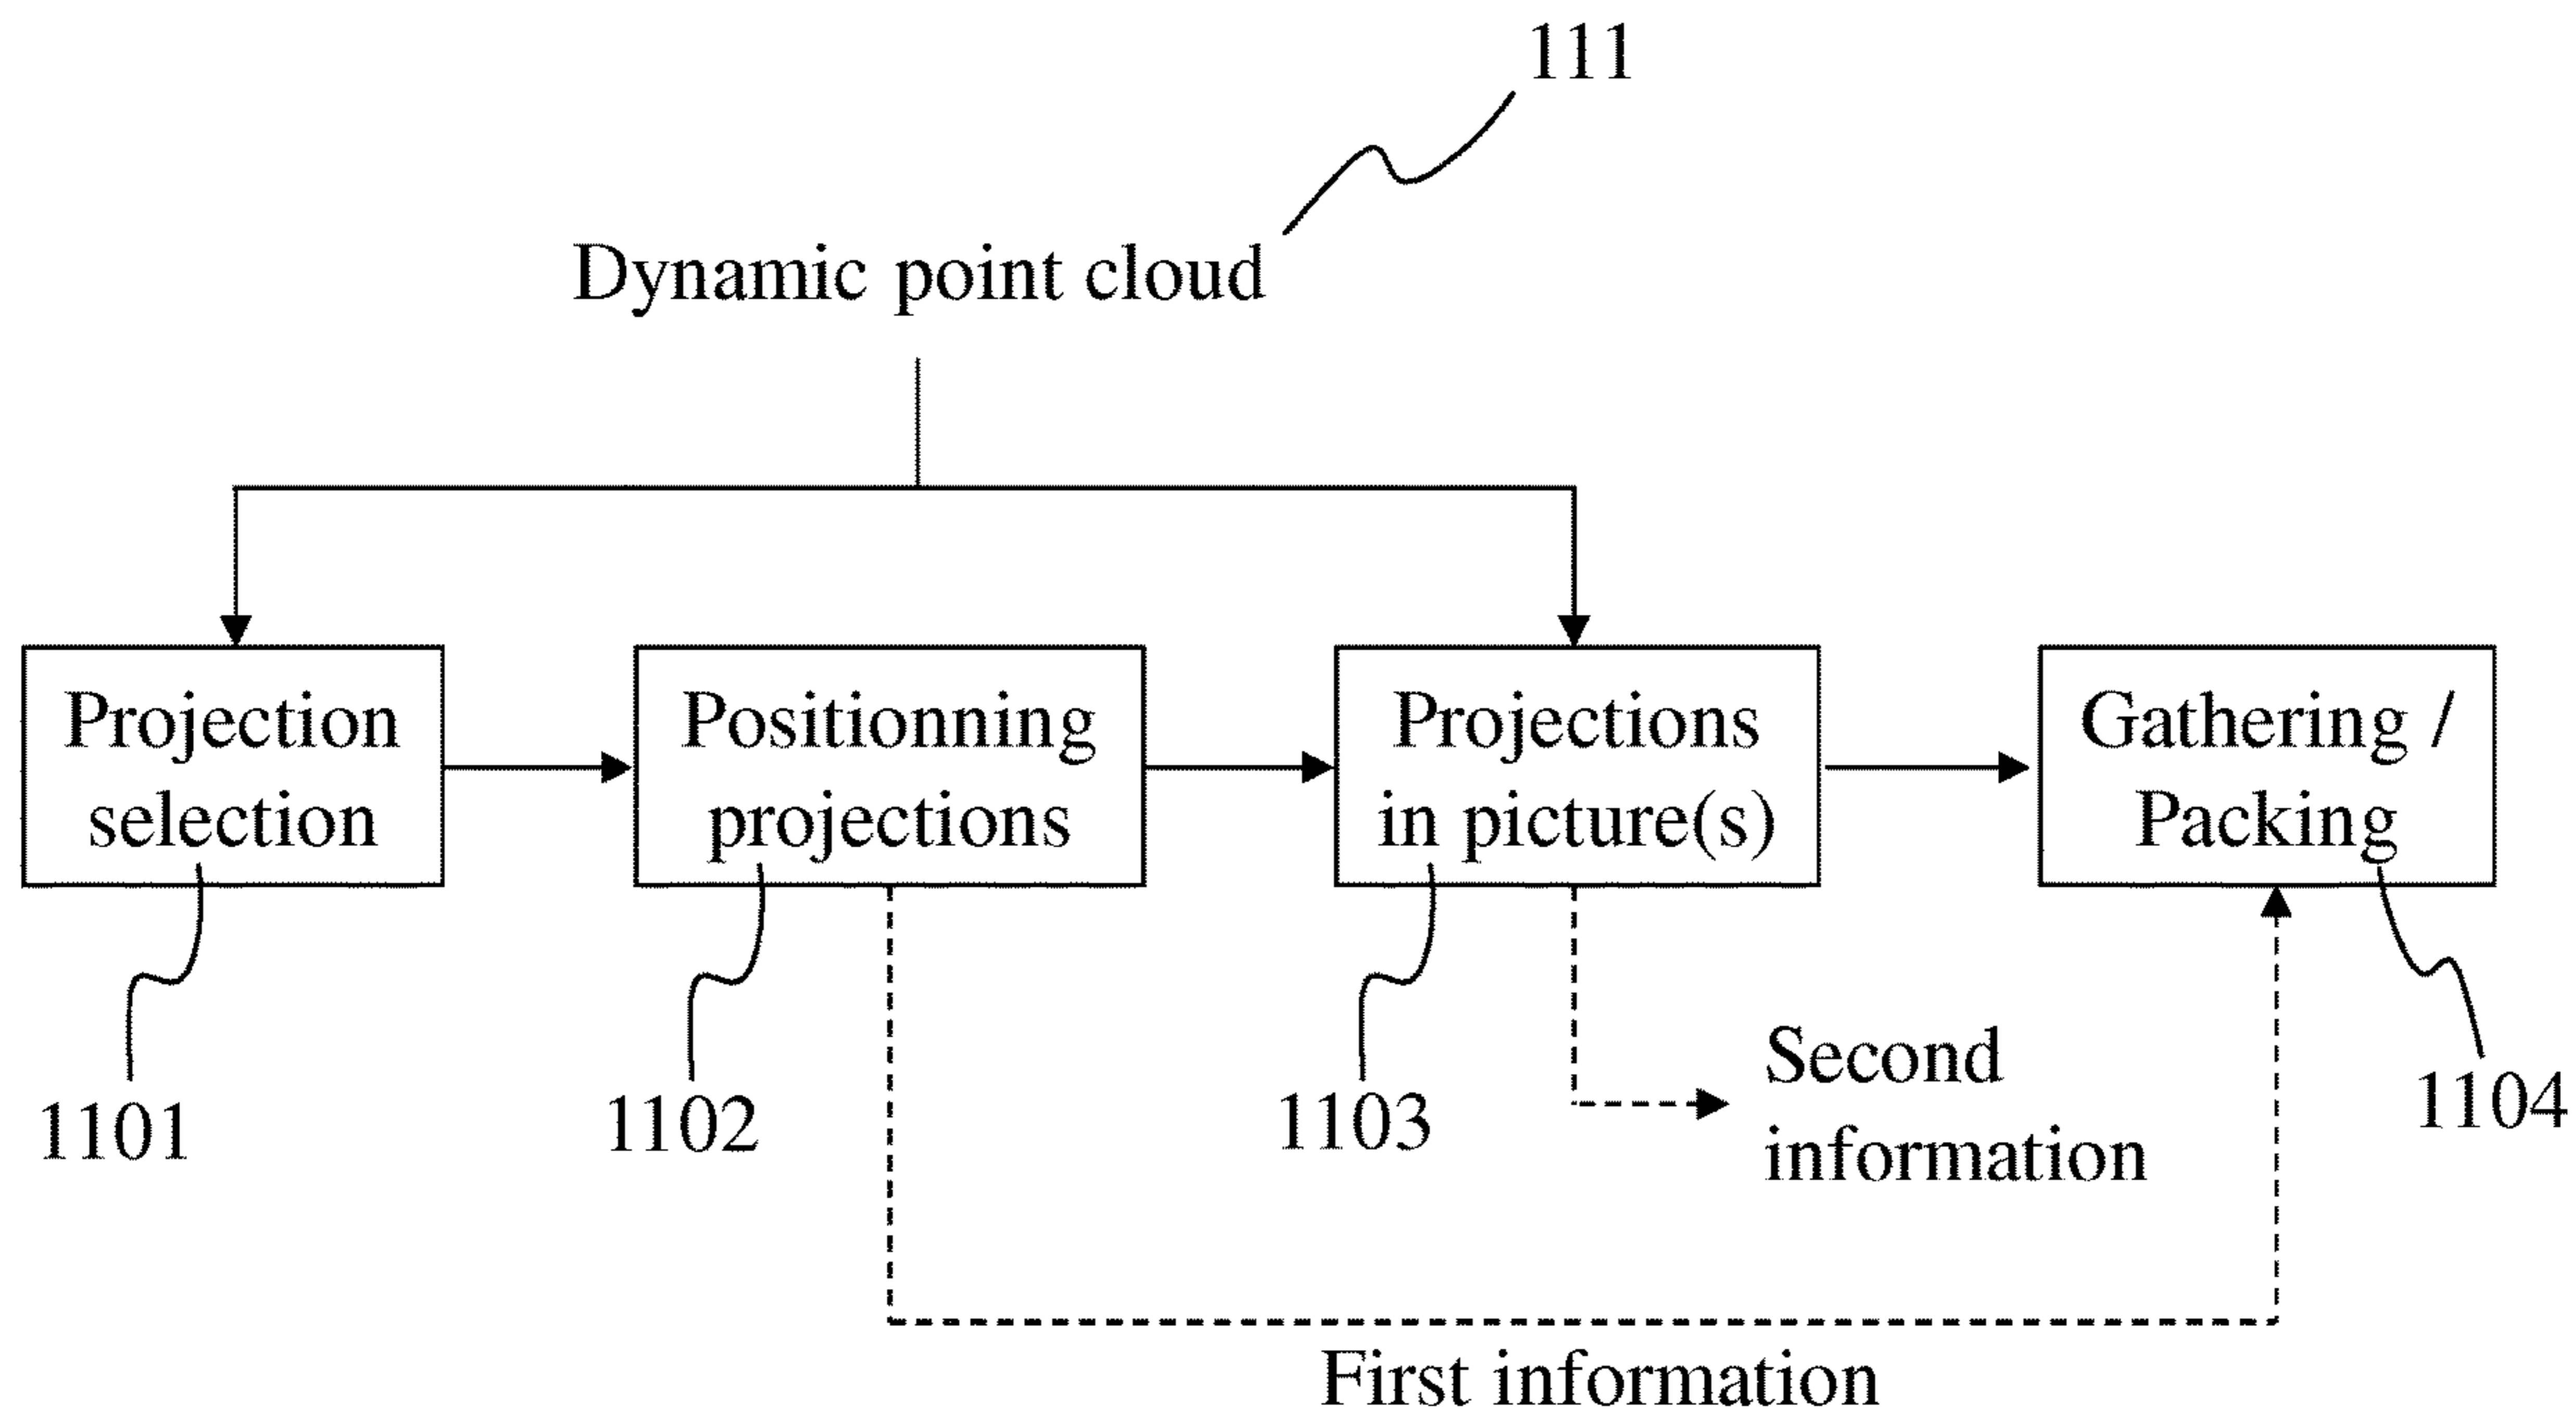 111
Dynamic point cloud
Projection
selection
Positionning
projections
Projections
in picture(s)
Gathering /
Packing
1101
1102
1103
Second
information
1104
First information